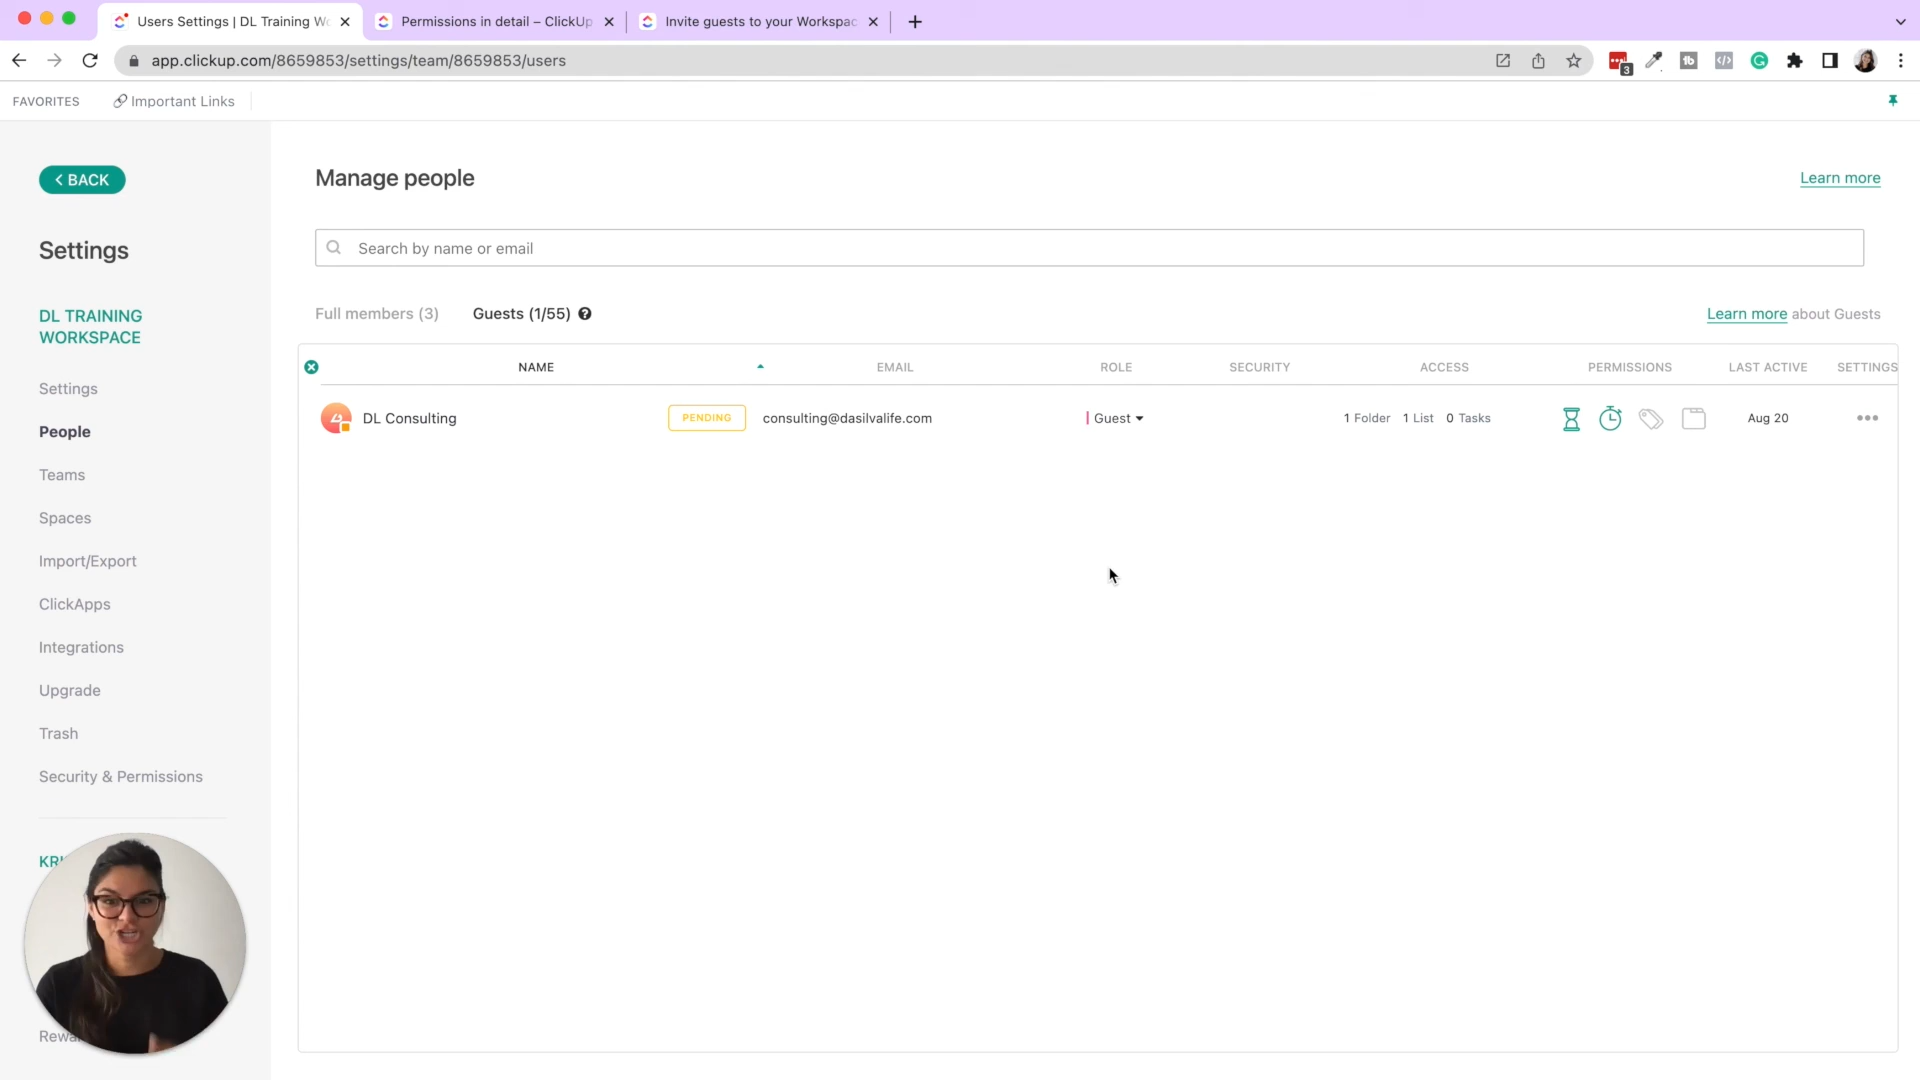 Users Settings | DL Training Wo
Permissions in detail – ClickUp
Invite guests to your Workspac
app.clickup.com/8659853/settings/team/8659853/users
3
FAVORITES
Important Links
BACK
Settings
DL TRAINING
WORKSPACE
Settings
People
Teams
Spaces
Import/Export
ClickApps
Integrations
Upgrade
Trash
Security & Permissions
Manage people
Learn more
Search by name or email
Full members (3)
Guests (1/55)
Learn more about Guests
NAME EMAIL ROLE SECURITY ACCESS PERMISSIONS LAST ACTIVE SETTINGS
DL Consulting PENDING consulting@dasilvalife.com Guest 1 Folder 1 List 0 Tasks Aug 20